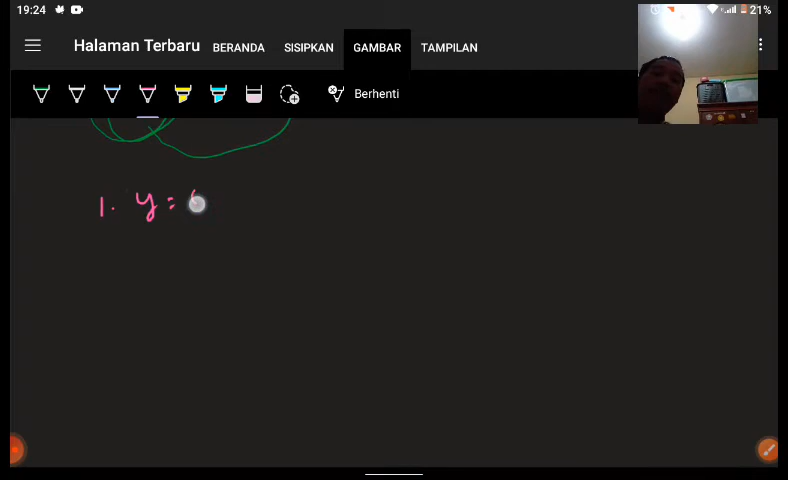 19:24 21%
Halaman Terbaru BERANDA SISIPKAN GAMBAR TAMPILAN
Berhenti
1. y =